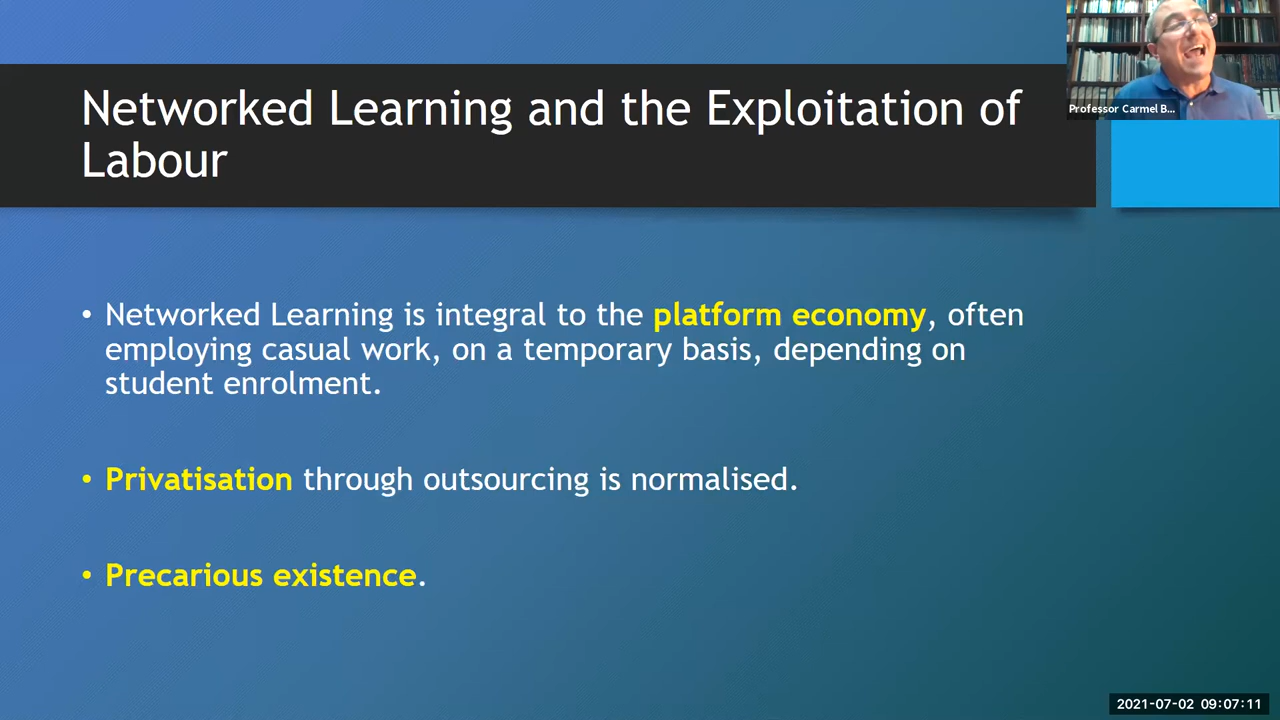 Networked Learning and the Exploitation of
Labour
Professor Carmel B...
• Networked Learning is integral to the platform economy, often
employing casual work, on a temporary basis, depending on
student enrolment.
• Privatisation through outsourcing is normalised.
• Precarious existence.
2021-07-02 09:07:11